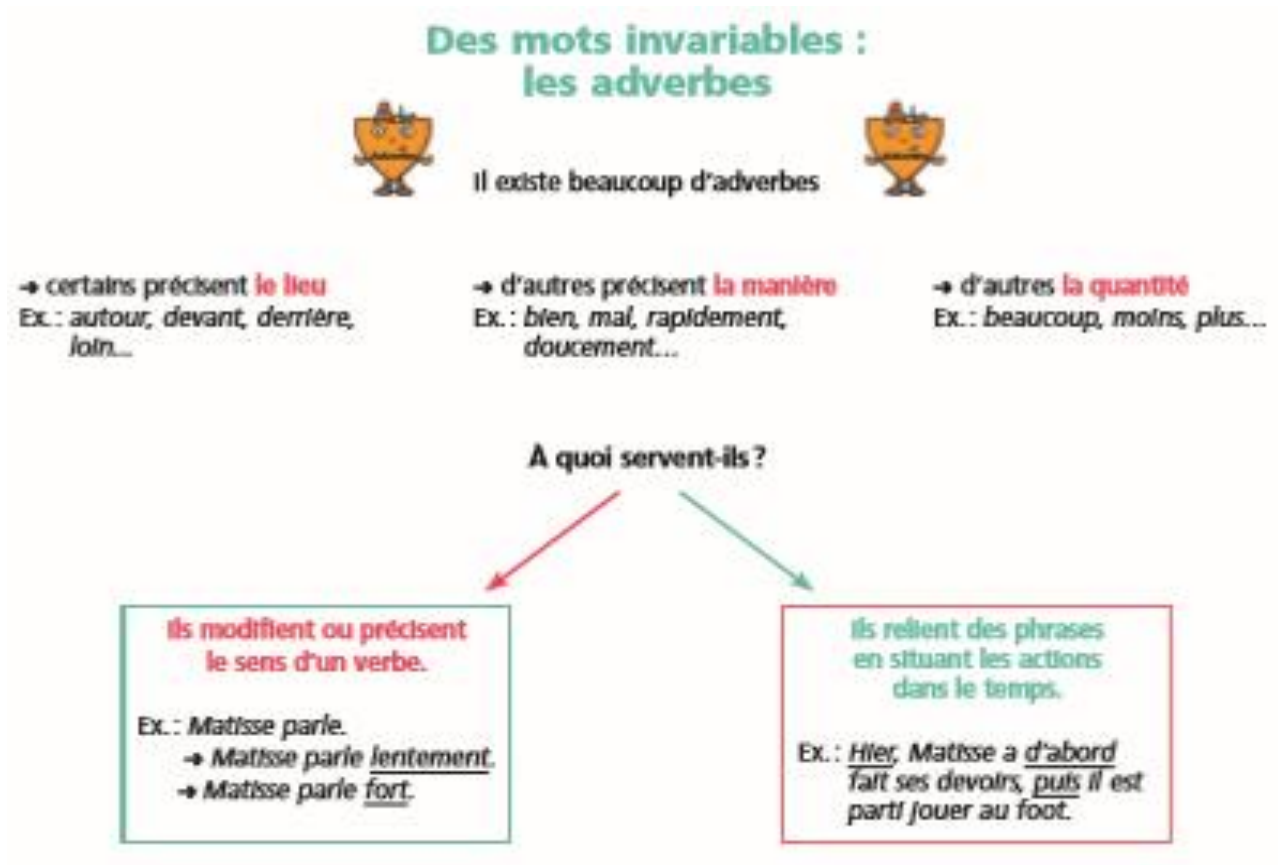 Des mots invariables :
les adverbes
Il existe beaucoup d'adverbes
→ certains précisent le lieu
Ex. : autour, devant, derrière,
loin...
→ d'autres précisent la manière
Ex. : bien, mal, rapidement,
doucement...
→ d'autres la quantité
Ex. : beaucoup, moins, plus...
À quoi servent-ils ?
Ils modifient ou précisent
le sens d'un verbe.
Ex. : Matisse parle.
→ Matisse parle lentement.
→ Matisse parle fort.
Ils relient des phrases
en situant les actions
dans le temps.
Ex. : Hier, Matisse a d'abord
fait ses devoirs, puis il est
parti jouer au foot.